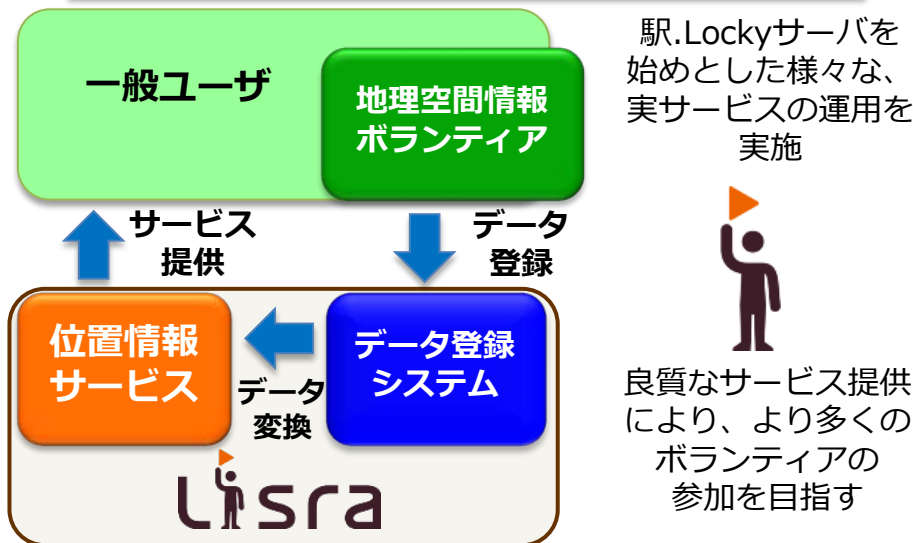 一般ユーザ
地理空間情報
ボランティア
サービス
提供
データ
登録
位置情報
サービス
データ
変換
データ登録
システム
Lisra
駅.Lockyサーバを
始めとした様々な、
実サービスの運用を
実施
良質なサービス提供
により、より多くの
ボランティアの
参加を目指す